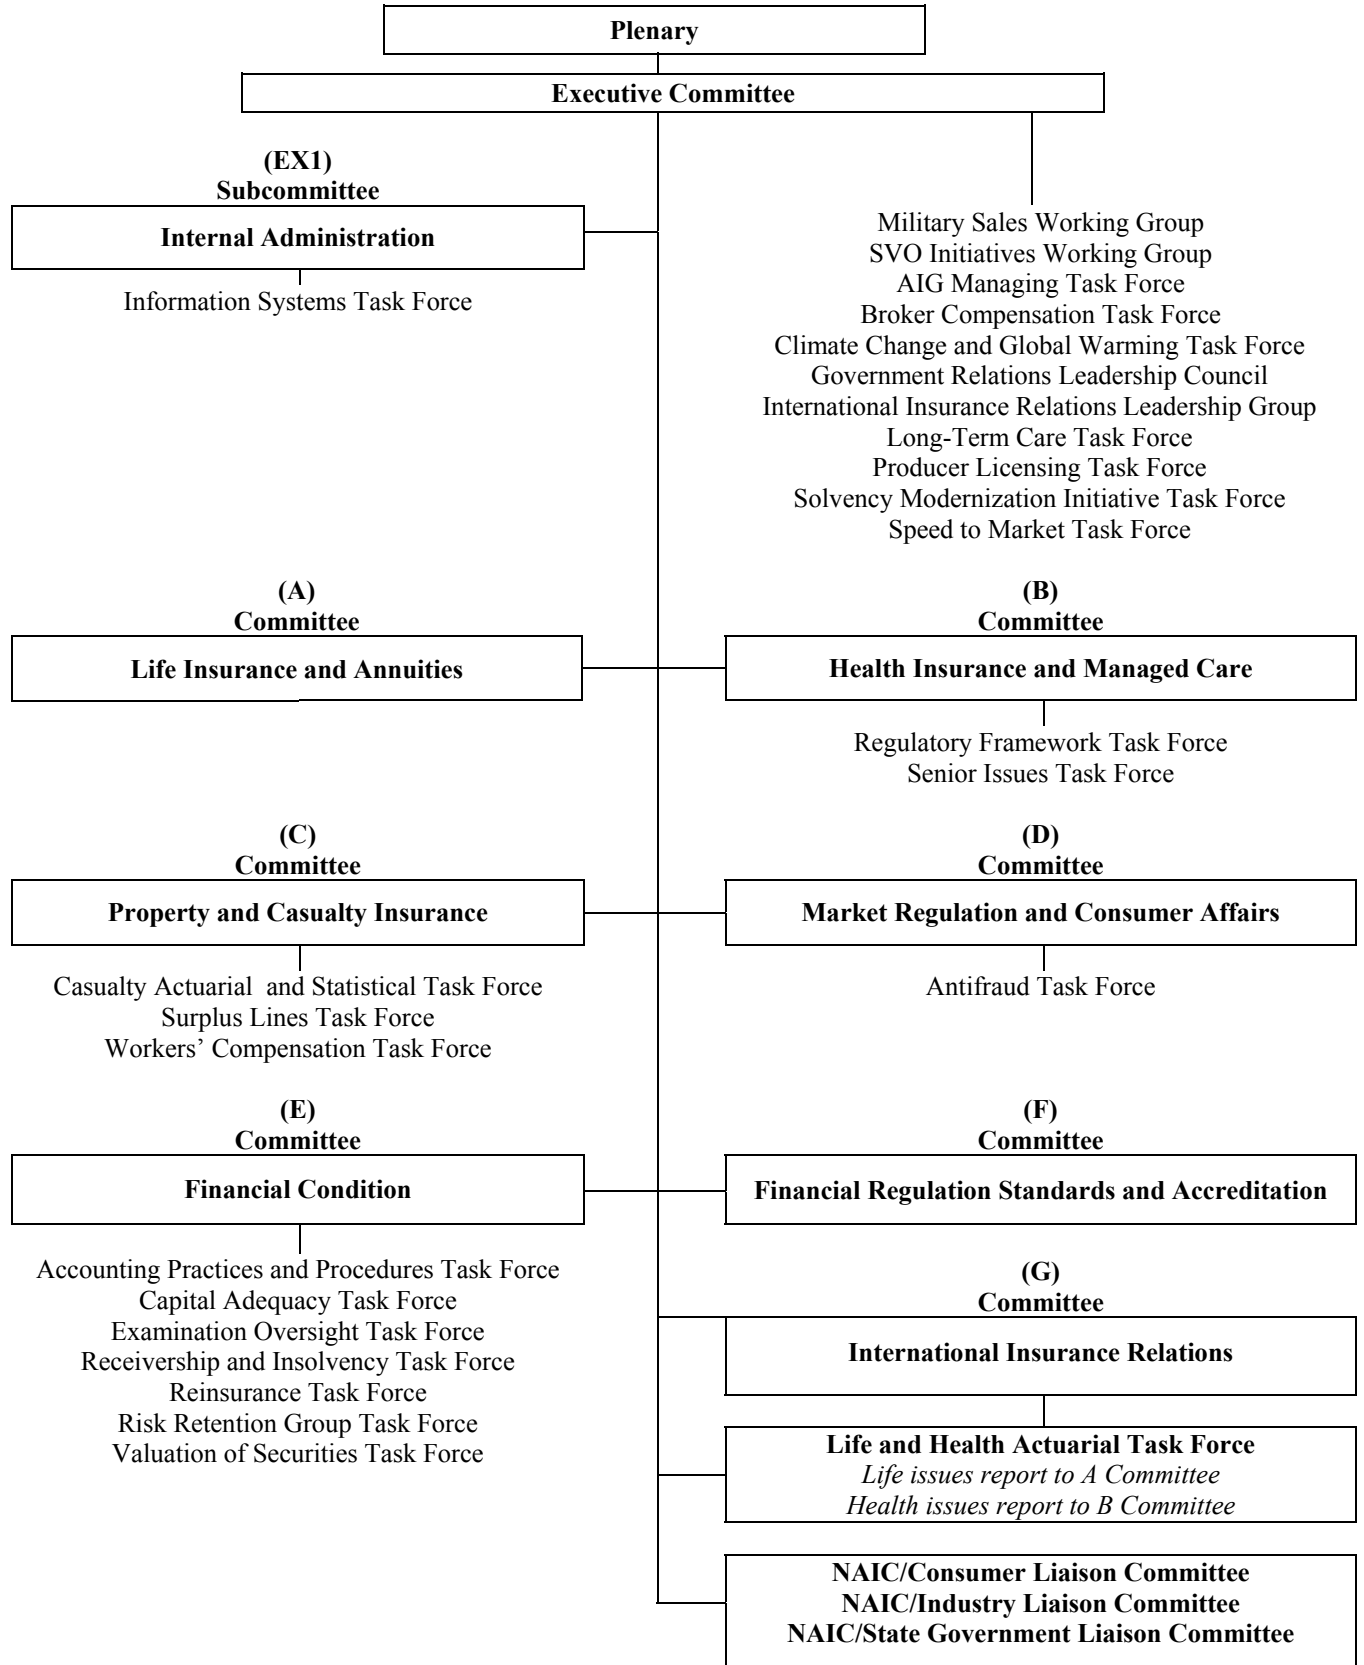 Plenary
Executive Committee
(EX1)
Subcommittee
Internal Administration
Information Systems Task Force
Military Sales Working Group
SVO Initiatives Working Group
AIG Managing Task Force
Broker Compensation Task Force
Climate Change and Global Warming Task Force
Government Relations Leadership Council
International Insurance Relations Leadership Group
Long-Term Care Task Force
Producer Licensing Task Force
Solvency Modernization Initiative Task Force
Speed to Market Task Force
(A)
Committee
Life Insurance and Annuities
(B)
Committee
Health Insurance and Managed Care
Regulatory Framework Task Force
Senior Issues Task Force
(C)
Committee
Property and Casualty Insurance
Casualty Actuarial and Statistical Task Force
Surplus Lines Task Force
Workers’ Compensation Task Force
(D)
Committee
Market Regulation and Consumer Affairs
Antifraud Task Force
(E)
Committee
Financial Condition
Accounting Practices and Procedures Task Force
Capital Adequacy Task Force
Examination Oversight Task Force
Receivership and Insolvency Task Force
Reinsurance Task Force
Risk Retention Group Task Force
Valuation of Securities Task Force
(F)
Committee
Financial Regulation Standards and Accreditation
(G)
Committee
International Insurance Relations
Life and Health Actuarial Task Force
Life issues report to A Committee
Health issues report to B Committee
NAIC/Consumer Liaison Committee
NAIC/Industry Liaison Committee
NAIC/State Government Liaison Committee